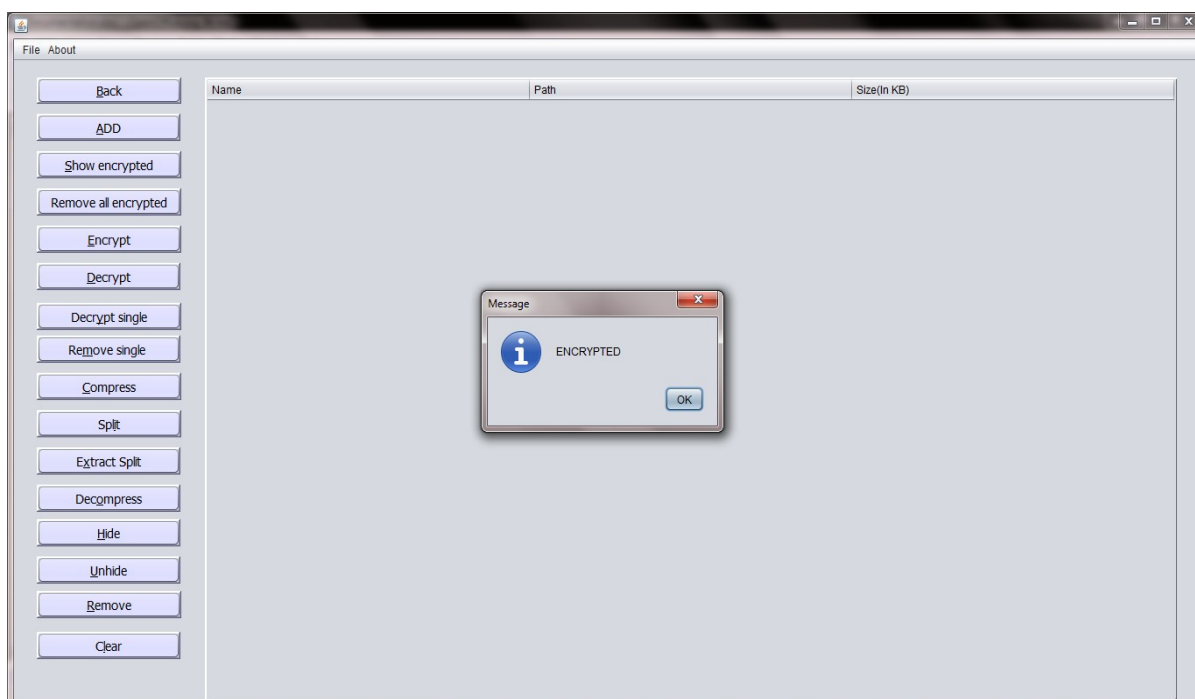 File About
Back
ADD
Show encrypted
Remove all encrypted
Encrypt
Decrypt
Decrypt single
Remove single
Compress
Split
Extract Split
Decompress
Hide
Unhide
Remove
Clear
Name Path Size(In KB)
Message
ENCRYPTED
OK